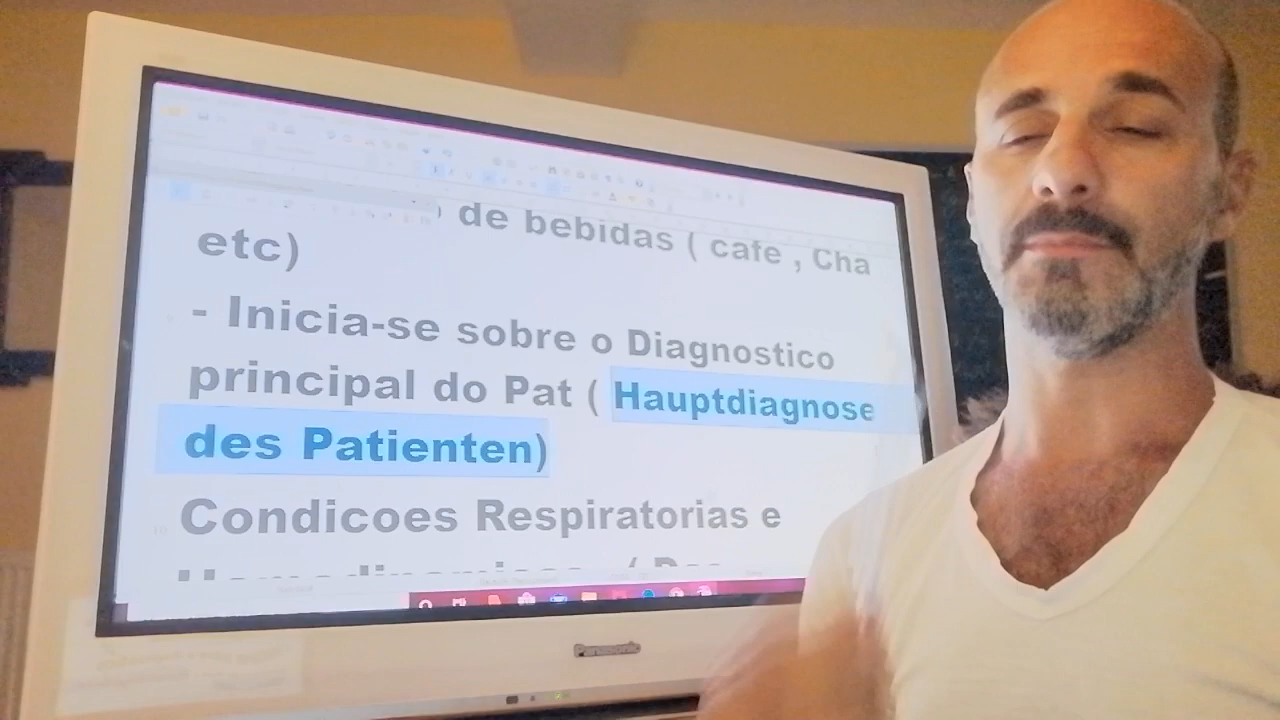 de bebidas ( cafe , Cha
etc)
- Inicia-se sobre o Diagnostico
principal do Pat ( Hauptdiagnose
des Patienten)
Condicoes Respiratorias e
Panasonic